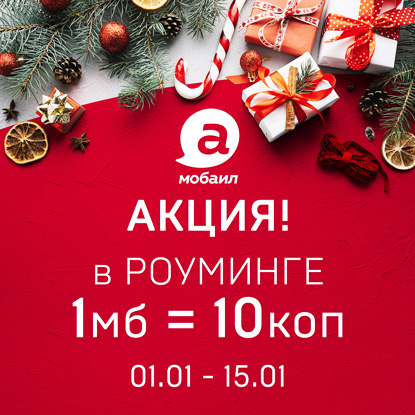 а
мобаил
АКЦИЯ!
в РОУМИНГЕ
1мб = 10коп
01.01 - 15.01